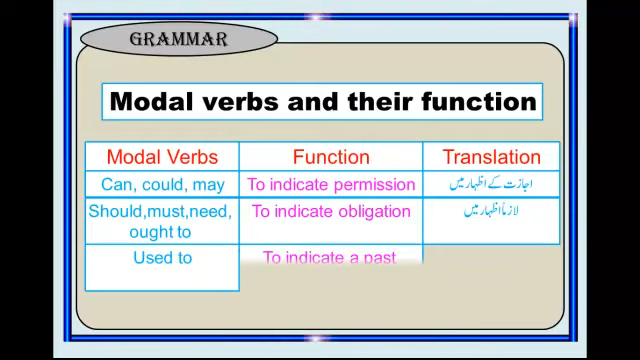 GRAMMAR
Modal verbs and their function
Modal Verbs Function Translation
Can, could, may To indicate permission اجازت کے اظہار میں
Should,must,need, To indicate obligation لازماً اظہار میں
ought to
Used to To indicate a past